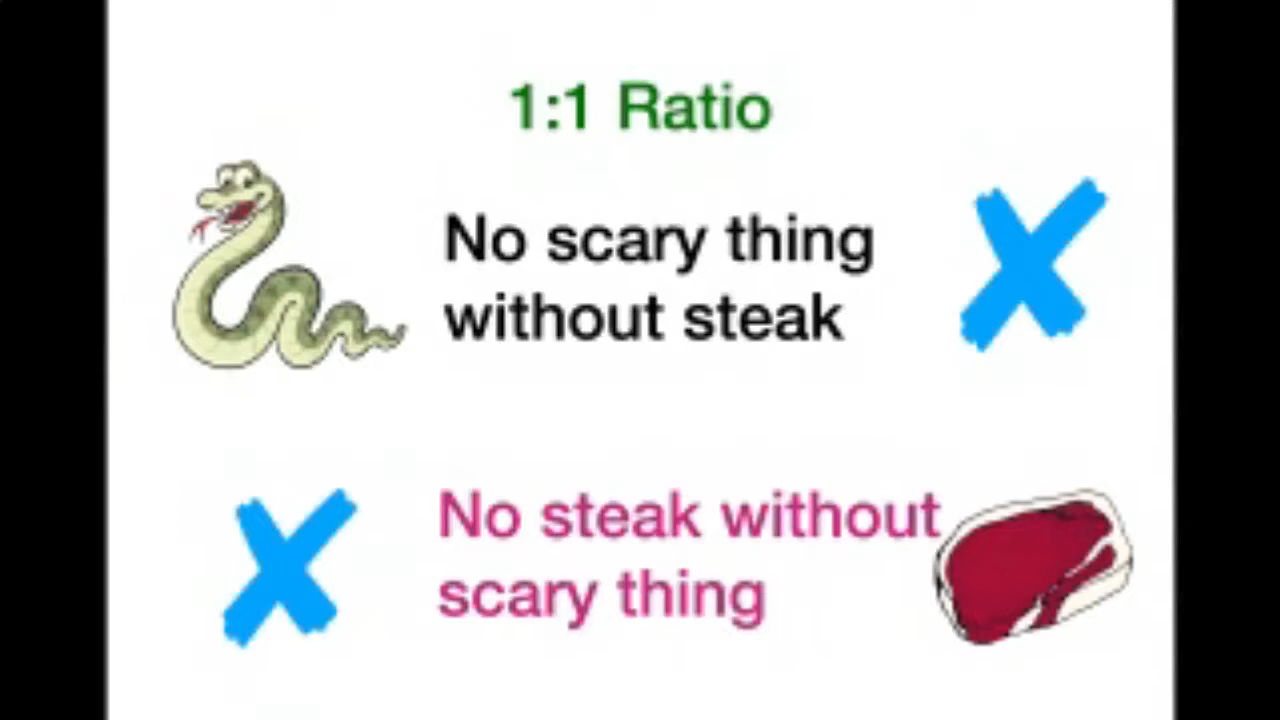 1:1 Ratio
No scary thing
without steak
No steak without
scary thing